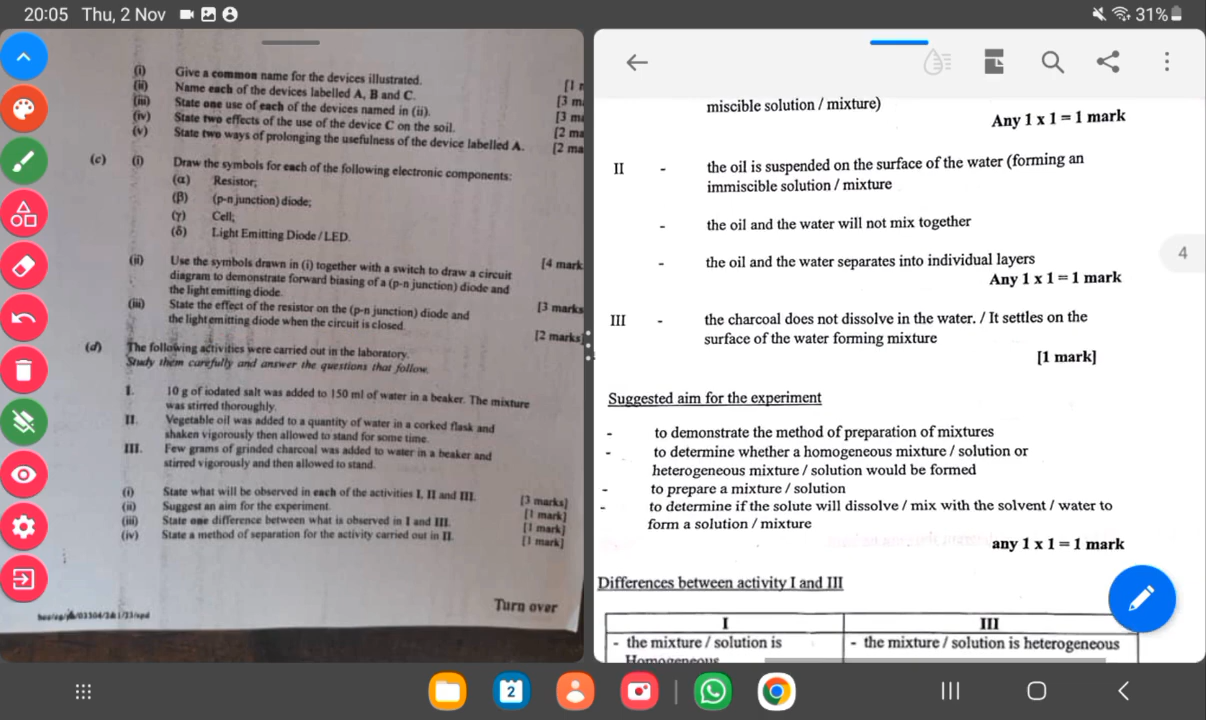 20:05 Thu, 2 Nov
31%
(i) Give a common name for the devices illustrated.
(ii) Name each of the devices labelled A, B and C.
[3 m
(iii) State one use of each of the devices named in (ii).
[3 m
(iv) State two effects of the use of the device C on the soil.
[2 ma
(v) State two ways of prolonging the usefulness of the device labelled A.
[2 ma
(c) (i) Draw the symbols for each of the following electronic components:
(α) Resistor;
(β) (p-n junction) diode;
(γ) Cell;
(δ) Light Emitting Diode / LED.
[4 mark
(ii) Use the symbols drawn in (i) together with a switch to draw a circuit
diagram to demonstrate forward biasing of a (p-n junction) diode and
the light emitting diode.
[3 marks
(iii) State the effect of the resistor on the (p-n junction) diode and
the light emitting diode when the circuit is closed.
[2 marks]
(d) The following activities were carried out in the laboratory.
Study them carefully and answer the questions that follow.
I. 10 g of iodated salt was added to 150 ml of water in a beaker. The mixture
was stirred thoroughly.
II. Vegetable oil was added to a quantity of water in a corked flask and
shaken vigorously then allowed to stand for some time.
III. Few grams of grinded charcoal was added to water in a beaker and
stirred vigorously and then allowed to stand.
(i) State what will be observed in each of the activities I, II and III.
[3 marks]
(ii) Suggest an aim for the experiment.
[1 mark]
(iii) State one difference between what is observed in I and III.
[1 mark]
(iv) State a method of separation for the activity carried out in II.
[1 mark]
Turn over
miscible solution / mixture)
Any 1 x 1 = 1 mark
II - the oil is suspended on the surface of the water (forming an
immiscible solution / mixture
- the oil and the water will not mix together
- the oil and the water separates into individual layers
Any 1 x 1 = 1 mark
4
III - the charcoal does not dissolve in the water. / It settles on the
surface of the water forming mixture
[1 mark]
Suggested aim for the experiment
- to demonstrate the method of preparation of mixtures
- to determine whether a homogeneous mixture / solution or
heterogeneous mixture / solution would be formed
- to prepare a mixture / solution
- to determine if the solute will dissolve / mix with the solvent / water to
form a solution / mixture
any 1 x 1 = 1 mark
Differences between activity I and III
I III
- the mixture / solution is - the mixture / solution is heterogeneous
Homogeneous
2